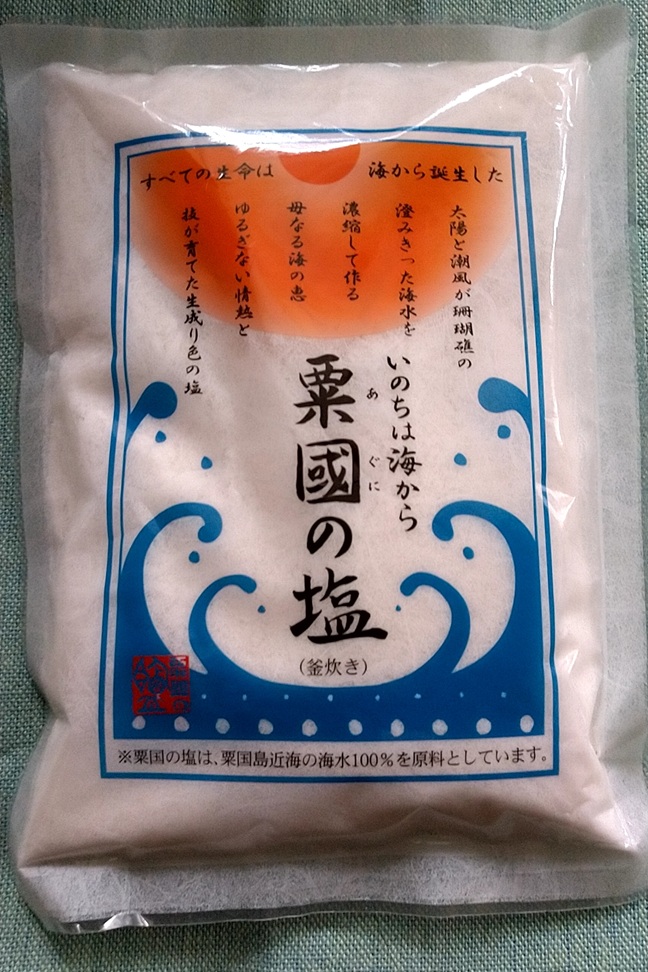 すべての生命は　海から誕生した
太陽と潮風が珊瑚礁の
澄みきった海水を
濃縮して作る
母なる海の恵
ゆるぎない情熱と
技が育てた生成り色の塩
いのちは海から
粟國の塩
あぐに
（釜炊き）
※粟国の塩は、粟国島近海の海水100%を原料としています。